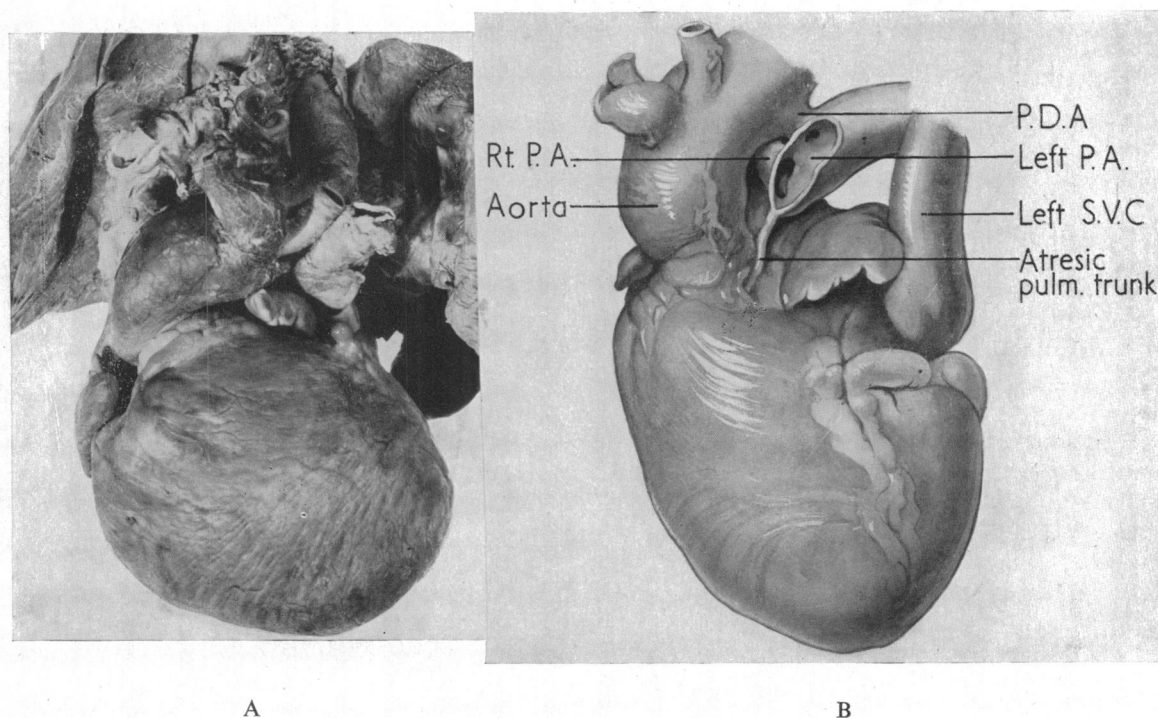 P.D.A
Rt. P. A.
Left P. A.
Aorta
Left S.V.C
Atresic
pulm. trunk
A
B